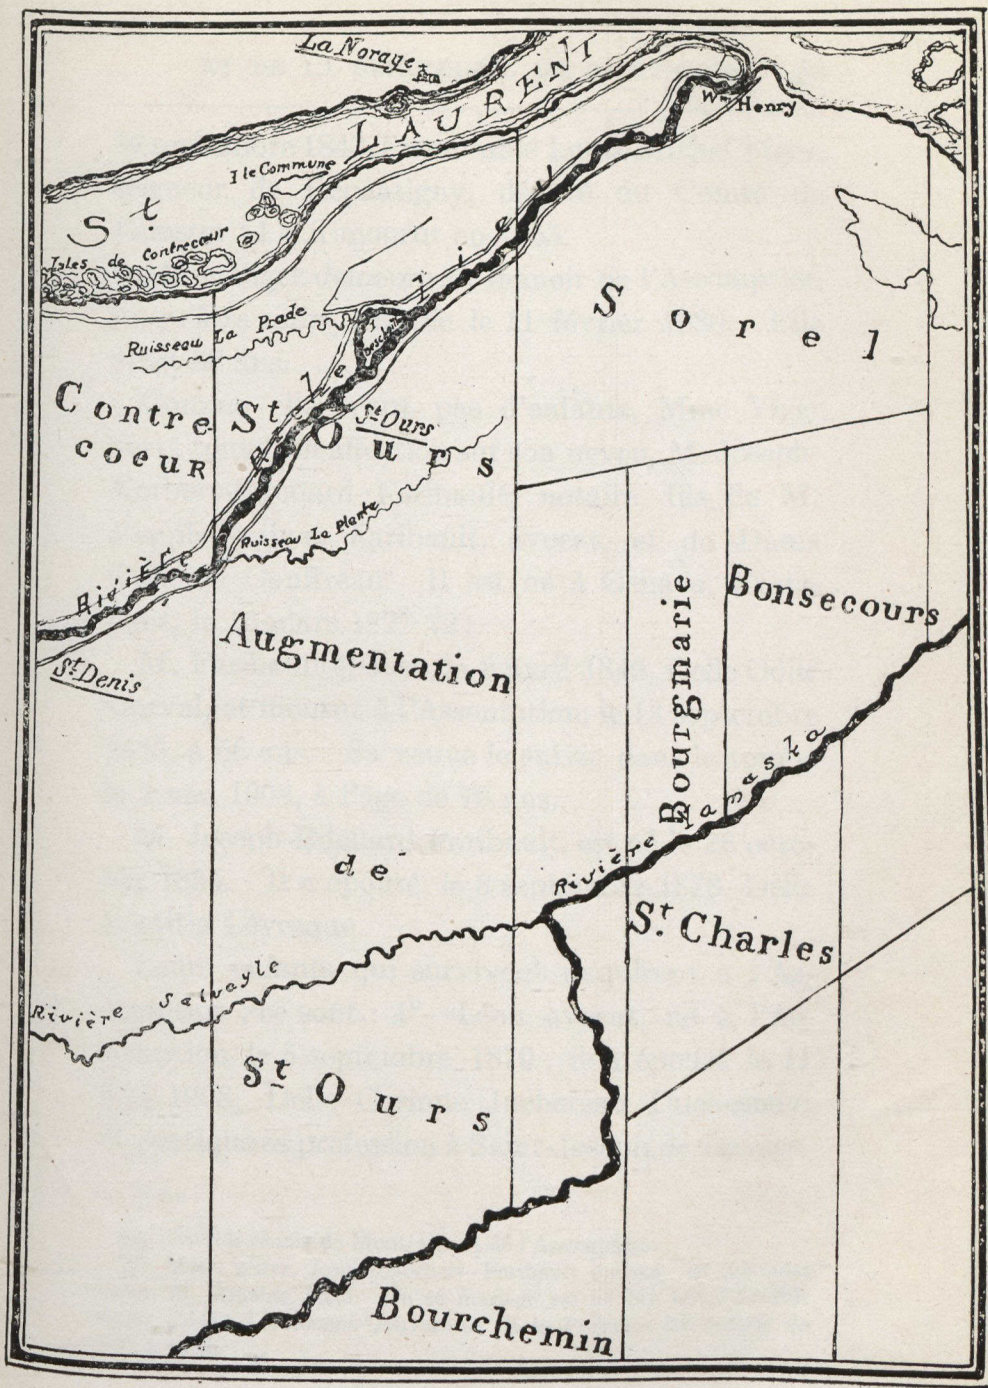 La Noraye
St LAURENT
Wm Henry
Ile Commune
Isles de Contrecœur
Ruisseau La Prade
Sorel
Contre
coeur
St Ours
St Ours
Ruisseau La Plante
Rivière Richelieu
St Denis
Augmentation
Bourgmarie
Bonsecours
Rivière Yamaska
de
St Charles
Rivière Salvayle
St Ours
Bourchemin